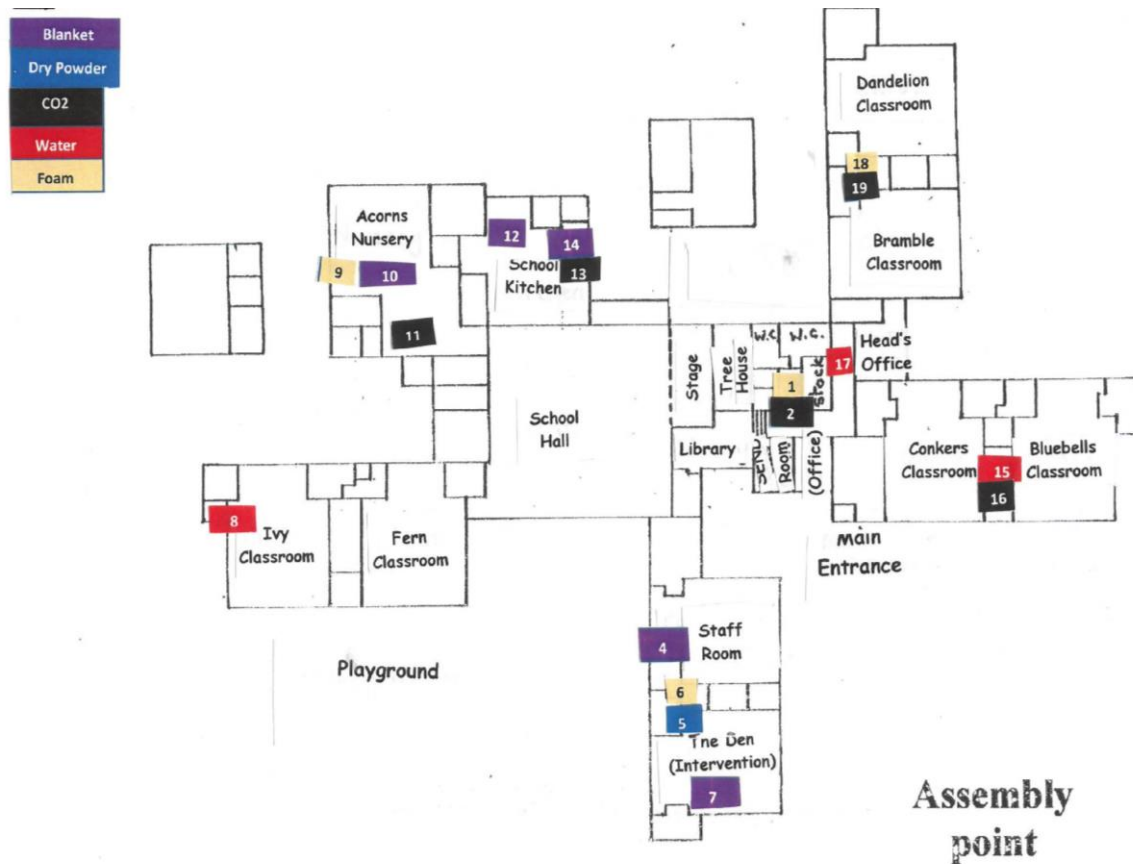 Blanket
Dry Powder
CO2
Water
Foam
Dandelion
Classroom
18
19
Bramble
Classroom
Acorns
Nursery
9
10
11
12
14
13
School
Kitchen
W.C
W.C.
Stage
Tree
House
1
2
stock
17
Head's
Office
School
Hall
Library
SEND
Room
(Office)
Conkers
Classroom
15
16
Bluebells
Classroom
8
Ivy
Classroom
Fern
Classroom
Main
Entrance
Playground
4
Staff
Room
6
5
The Den
(Intervention)
7
Assembly
point